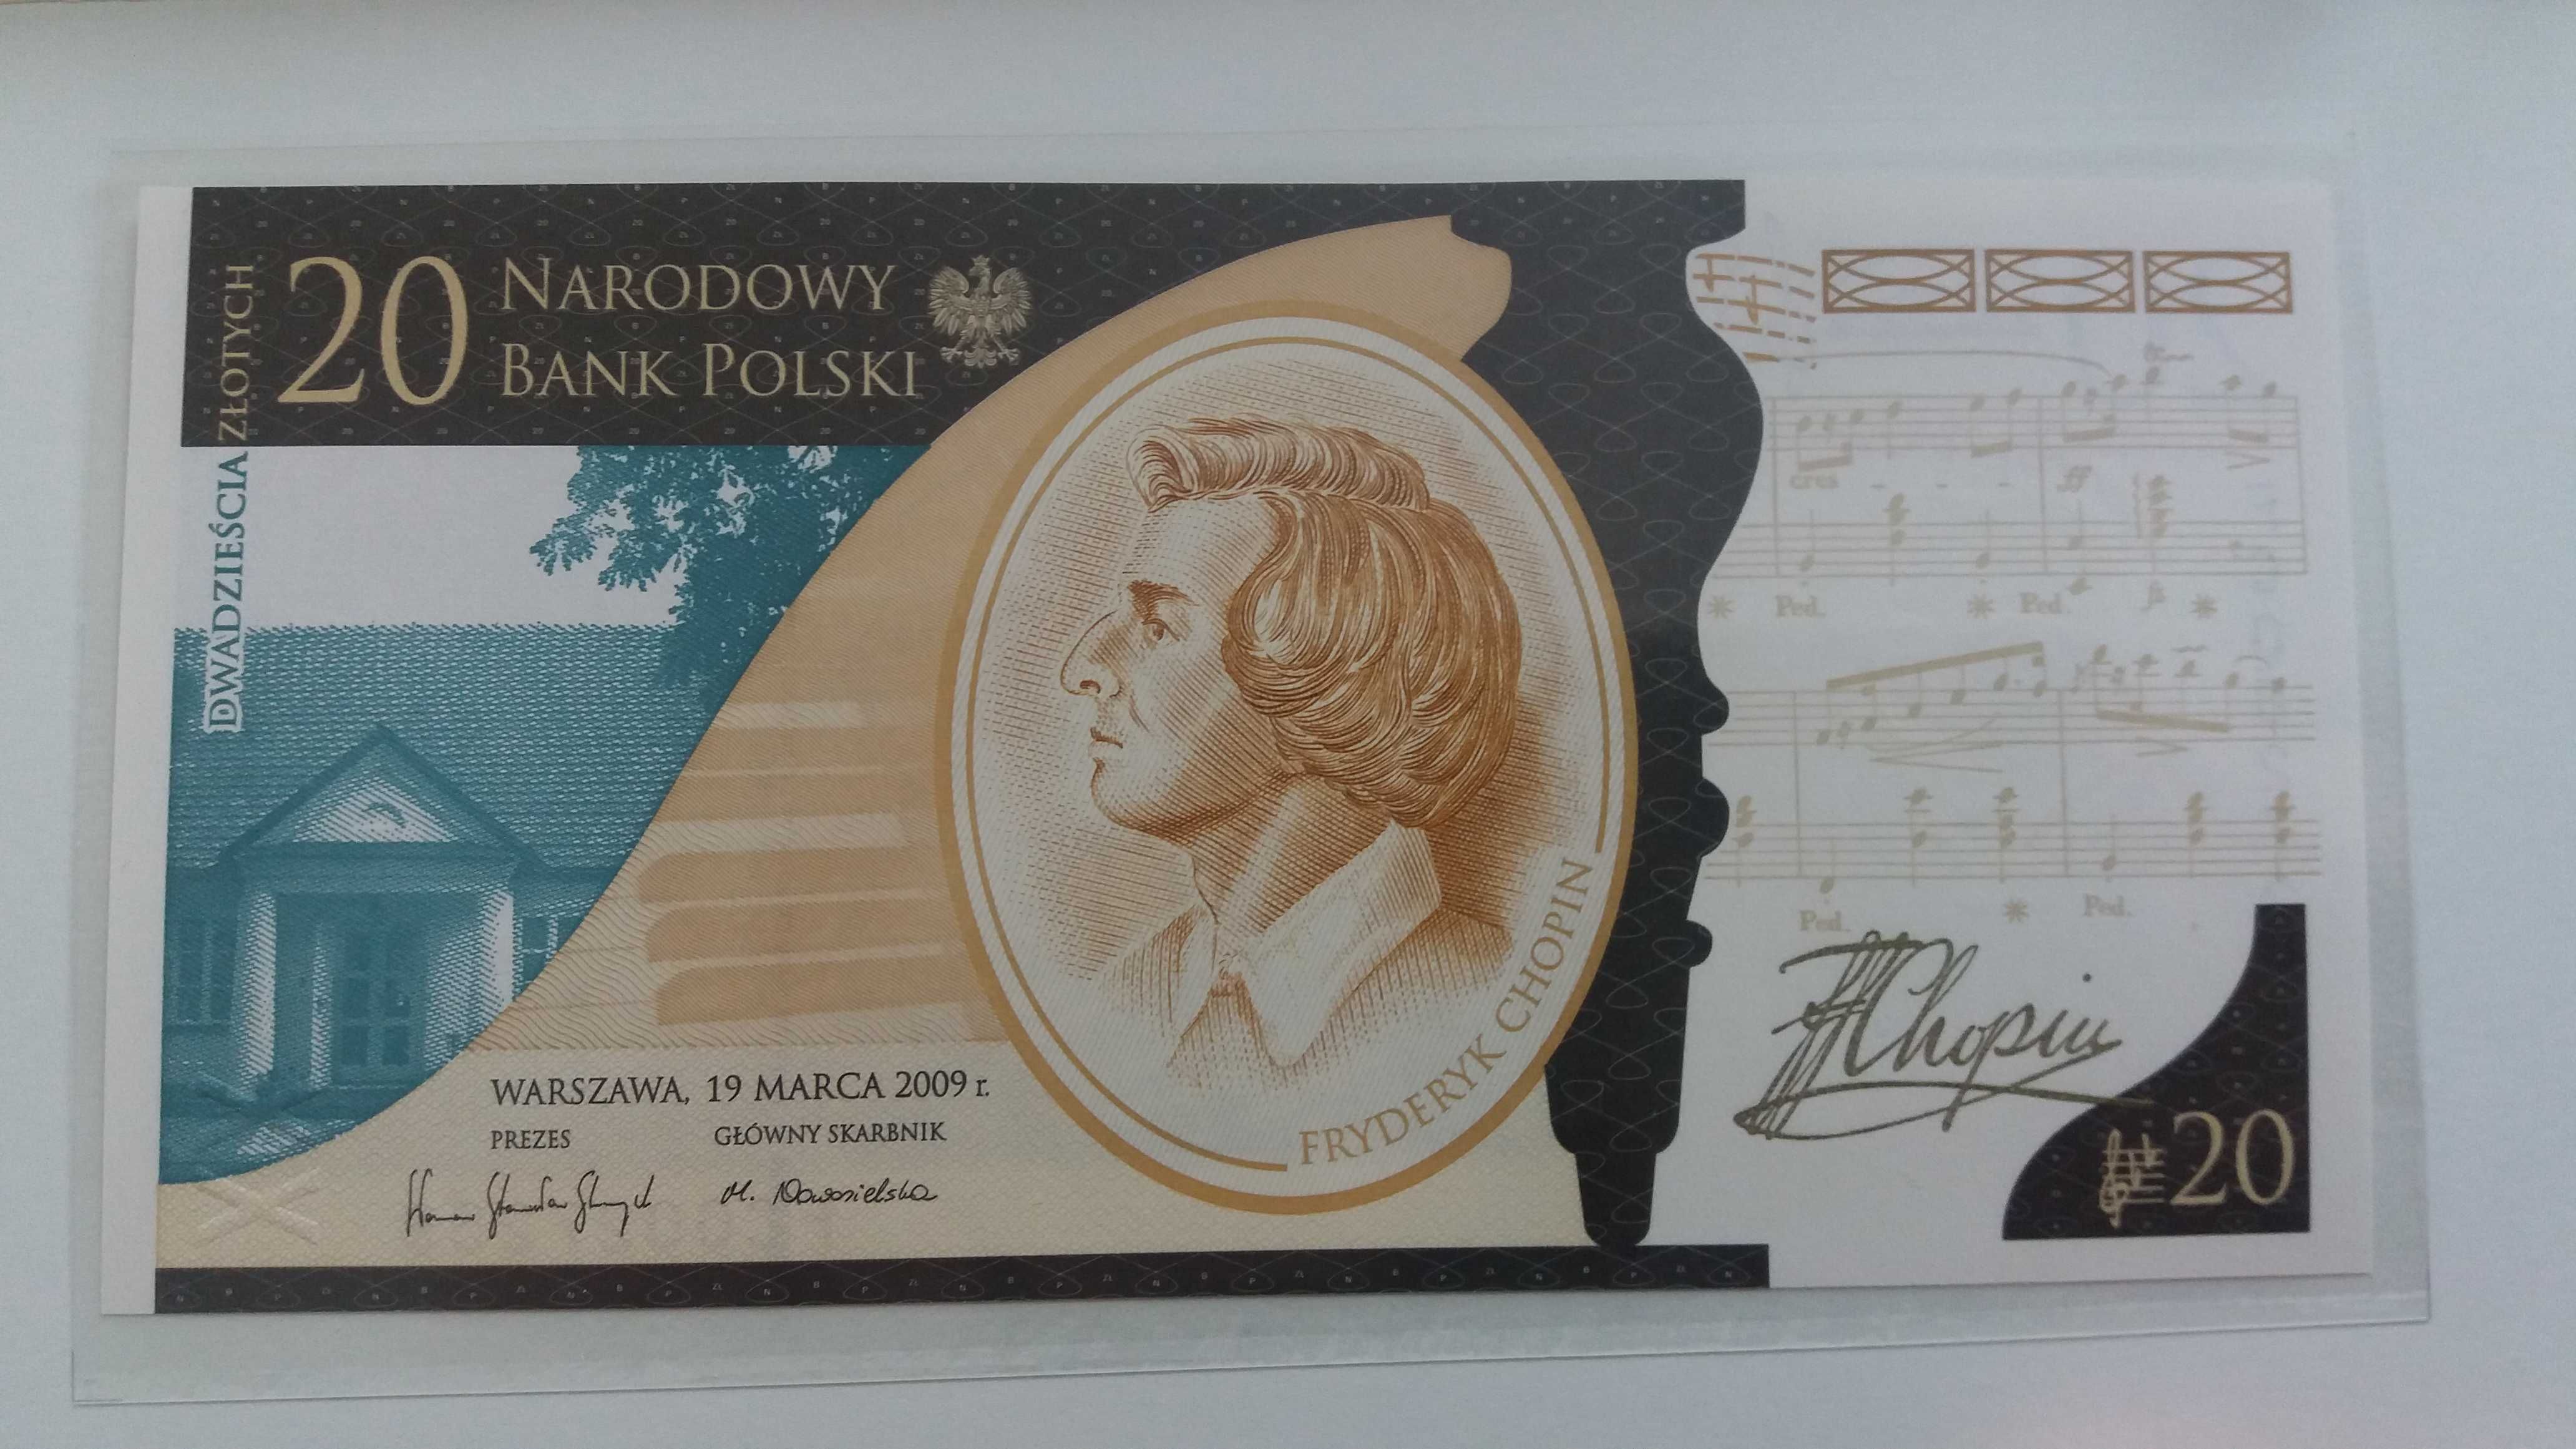 20 NARODOWY
BANK POLSKI
DWADZIEŚCIA ZŁOTYCH
cres - - - ff
Ped. Ped.
Ped. Ped.
FRYDERYK CHOPIN
FChopin
WARSZAWA, 19 MARCA 2009 r.
PREZES GŁÓWNY SKARBNIK
20